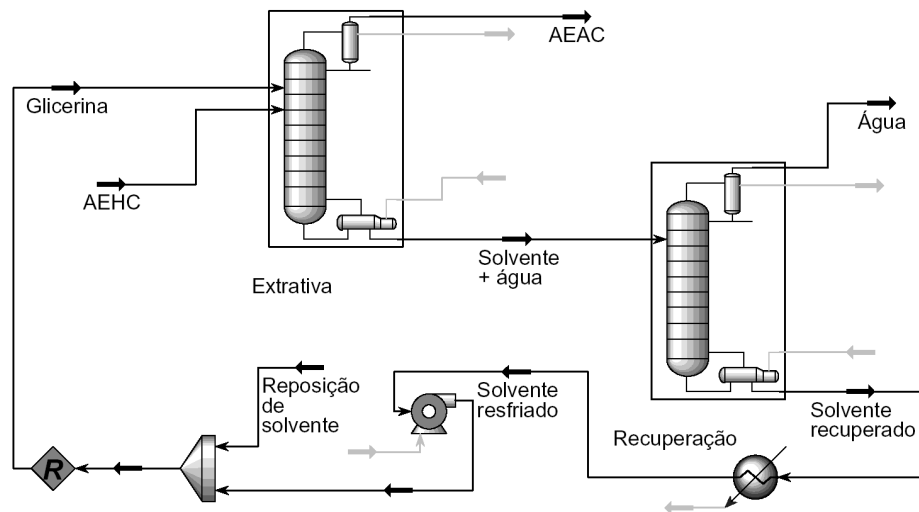 AEAC
Glicerina
Água
AEHC
Solvente
+ água
Extrativa
Reposição
de
solvente
Solvente
resfriado
Solvente
recuperado
Recuperação
R